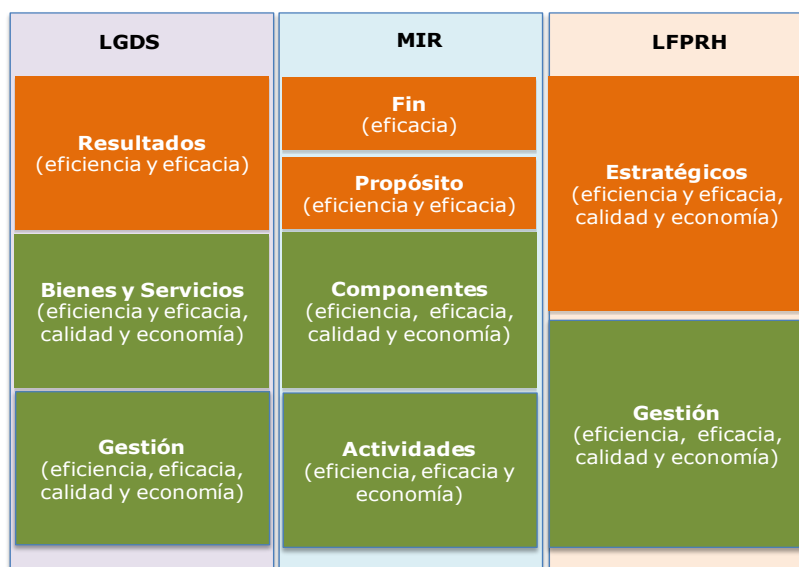 LGDS
Resultados
(eficiencia y eficacia)
Bienes y Servicios
(eficiencia y eficacia,
calidad y economía)
Gestión
(eficiencia, eficacia,
calidad y economía)
MIR
Fin
(eficacia)
Propósito
(eficiencia y eficacia)
Componentes
(eficiencia, eficacia,
calidad y economía)
Actividades
(eficiencia, eficacia y
economía)
LFPRH
Estratégicos
(eficiencia y eficacia,
calidad y economía)
Gestión
(eficiencia, eficacia,
calidad y economía)